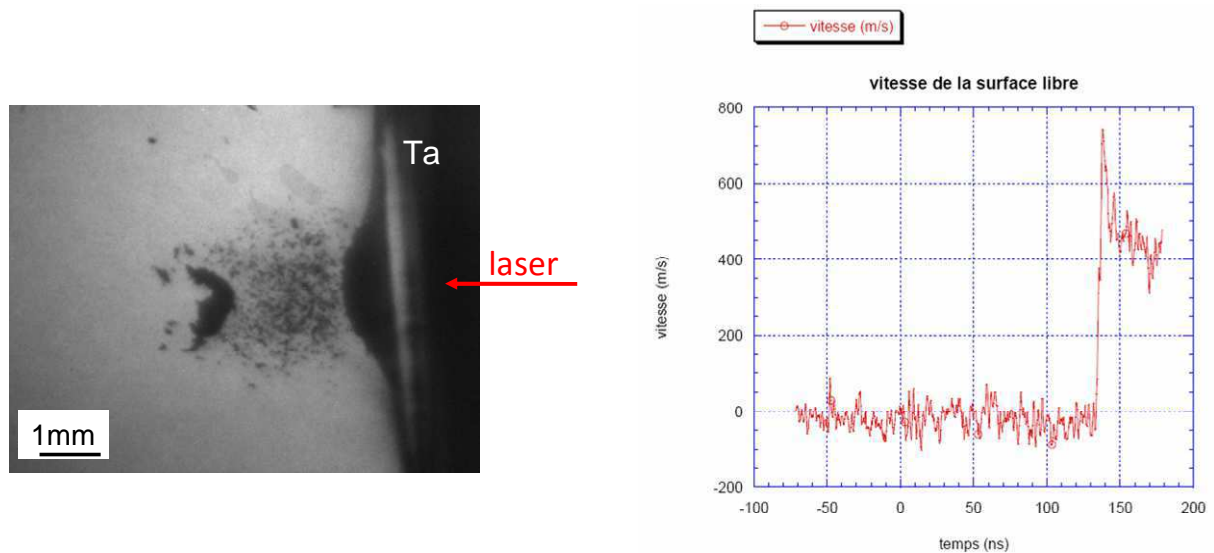 Ta
laser
1mm
vitesse (m/s)
vitesse de la surface libre
800
600
400
200
0
-200
vitesse (m/s)
-100
-50
0
50
100
150
200
temps (ns)